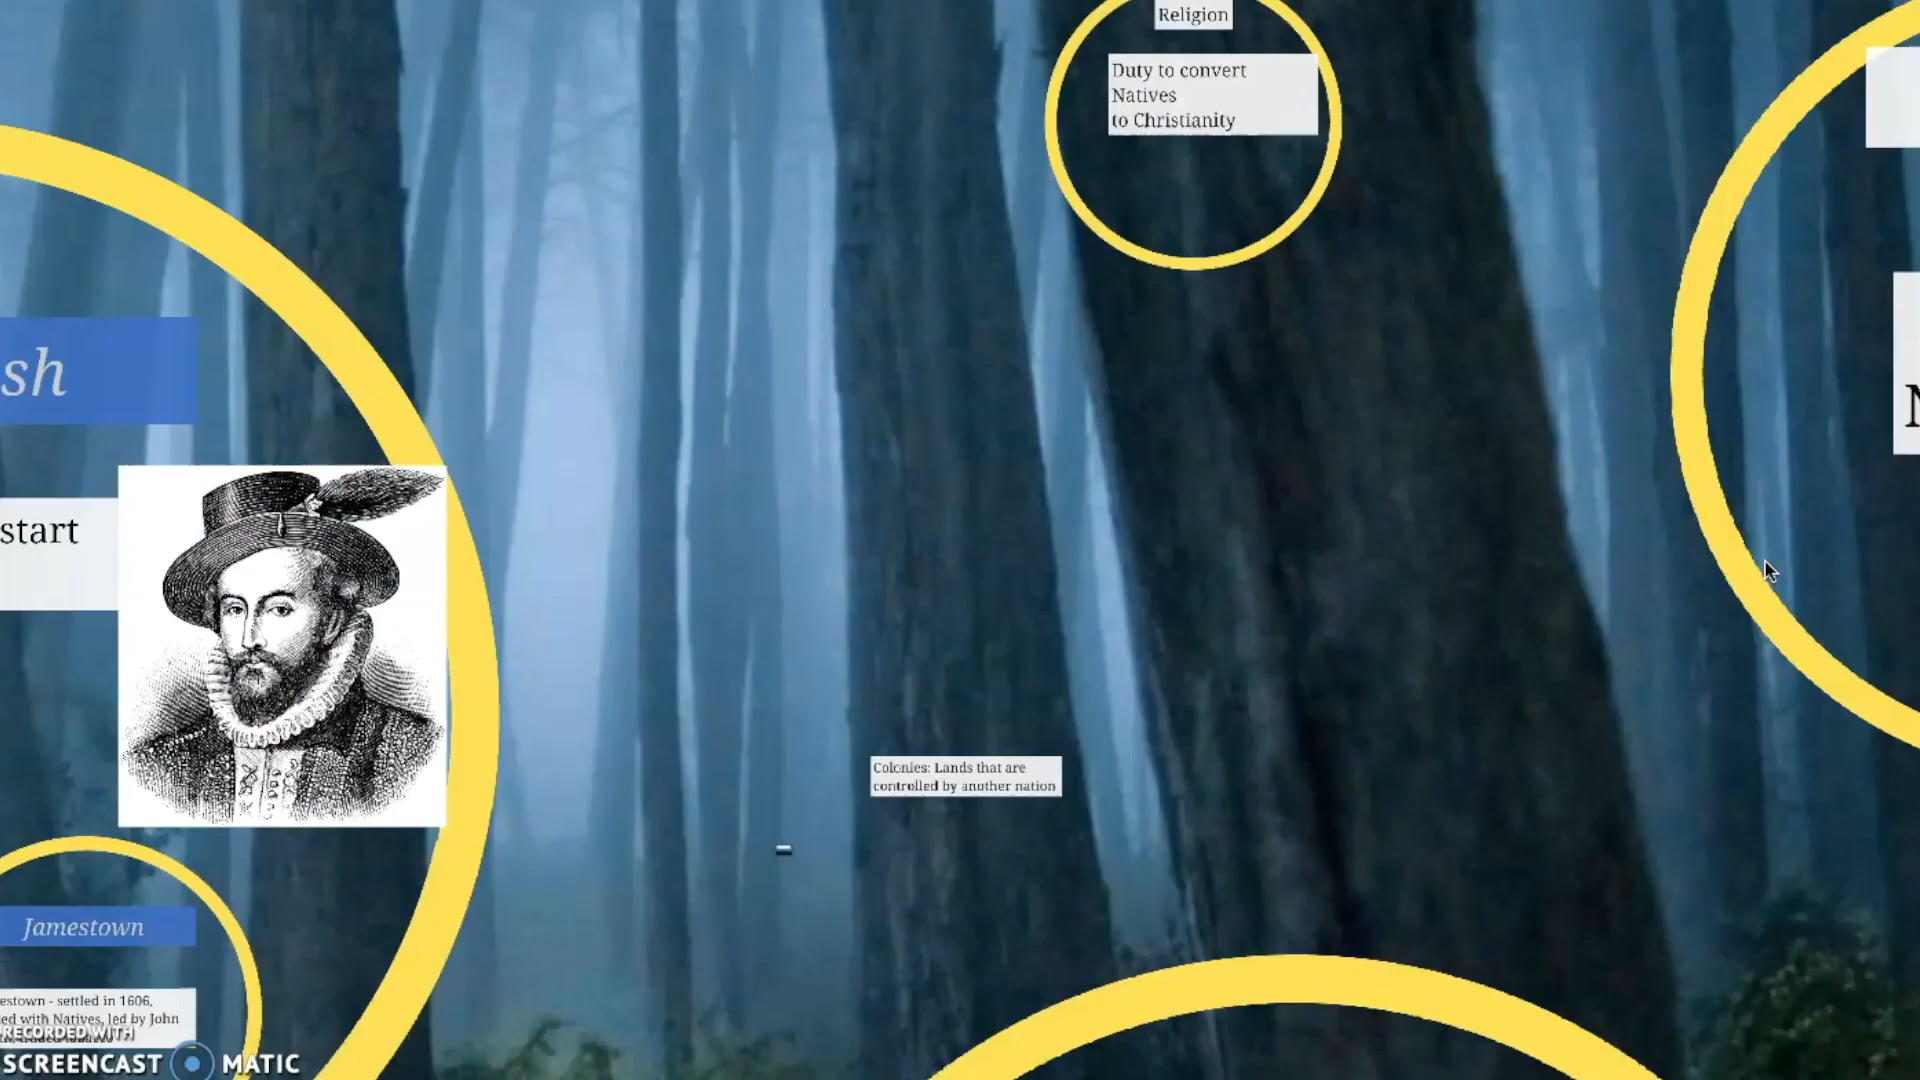 Religion
Duty to convert
Natives
to Christianity
sh
start
N
Colonies: Lands that are
controlled by another nation
Jamestown
estown - settled in 1606,
ed with Natives, led by John
RECORDED WITH
SCREENCAST MATIC